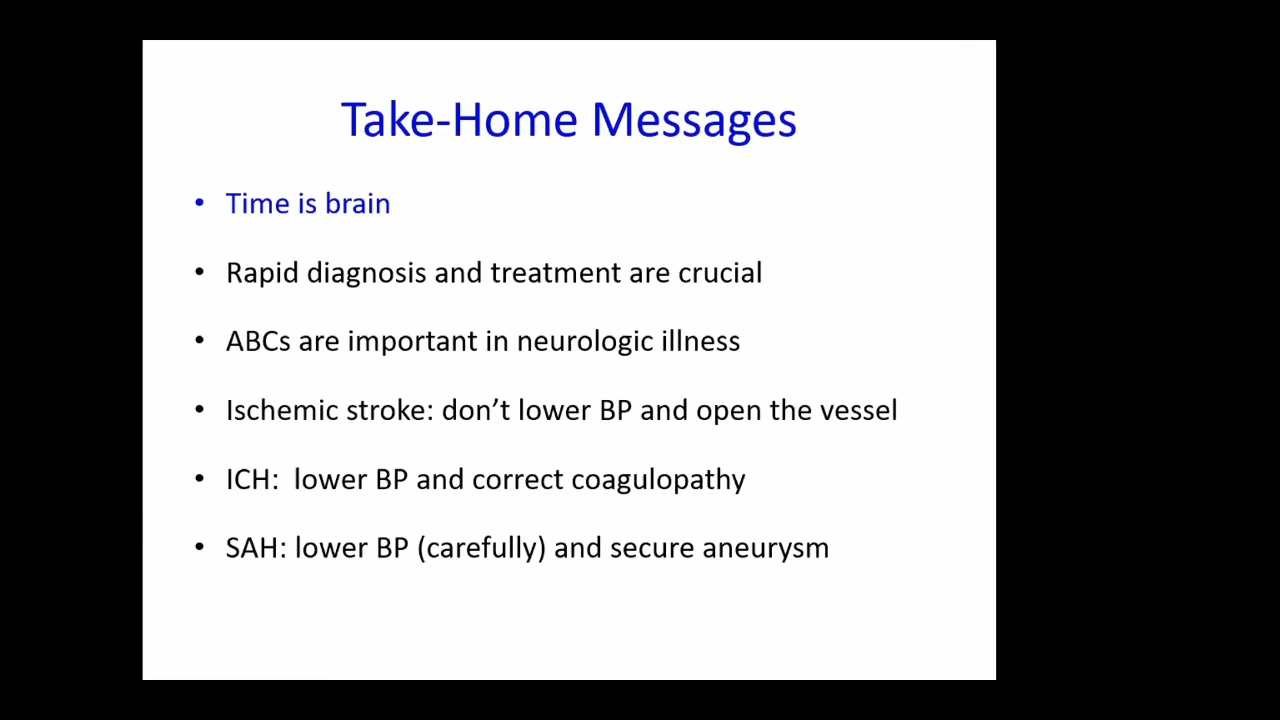 Take-Home Messages
• Time is brain
• Rapid diagnosis and treatment are crucial
• ABCs are important in neurologic illness
• Ischemic stroke: don’t lower BP and open the vessel
• ICH:  lower BP and correct coagulopathy
• SAH: lower BP (carefully) and secure aneurysm